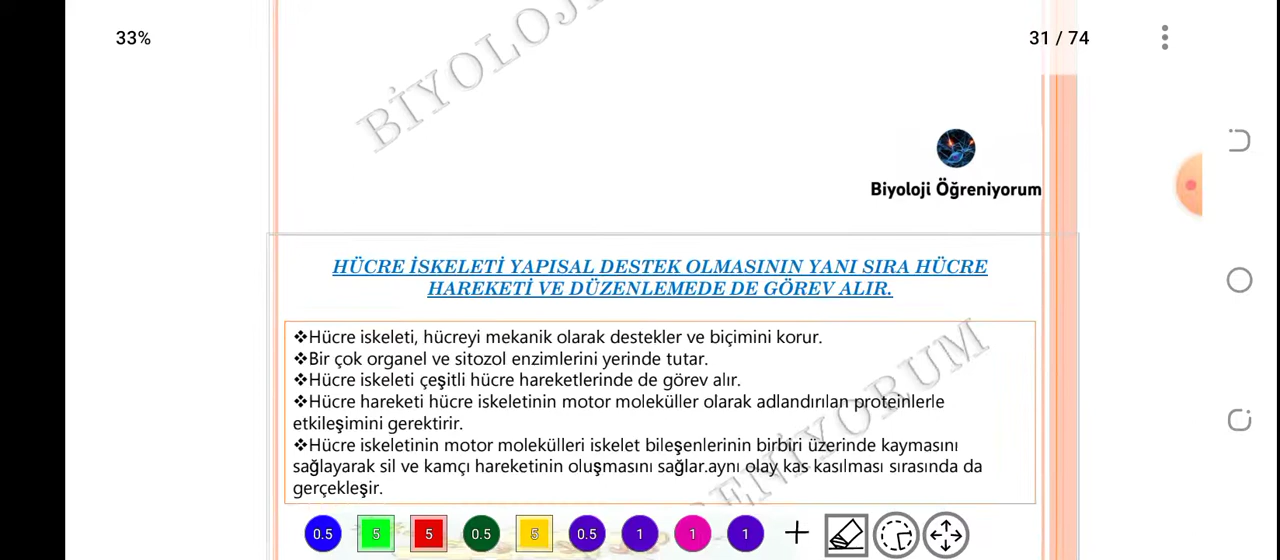 BİYOLOJİ
33%
31 / 74
Biyoloji Öğreniyorum
HÜCRE İSKELETİ YAPISAL DESTEK OLMASININ YANI SIRA HÜCRE
HAREKETİ VE DÜZENLEMEDE DE GÖREV ALIR.
❖Hücre iskeleti, hücreyi mekanik olarak destekler ve biçimini korur.
❖Bir çok organel ve sitozol enzimlerini yerinde tutar.
❖Hücre iskeleti çeşitli hücre hareketlerinde de görev alır.
❖Hücre hareketi hücre iskeletinin motor moleküller olarak adlandırılan proteinlerle
etkileşimini gerektirir.
❖Hücre iskeletinin motor molekülleri iskelet bileşenlerinin birbiri üzerinde kaymasını
sağlayarak sil ve kamçı hareketinin oluşmasını sağlar.aynı olay kas kasılması sırasında da
gerçekleşir.
ENİYORUM
0.5 5 5 0.5 5 0.5 1 1 1